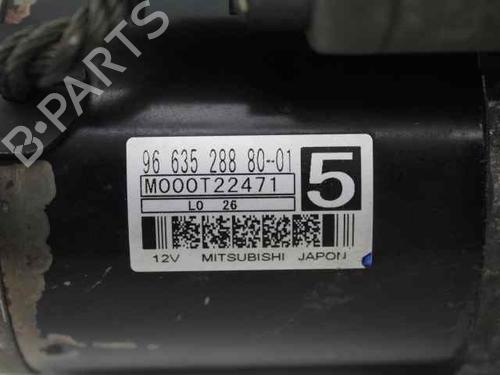 B-PARTS
96 635 288 80-01
5
M000T22471
L0 26
12V MITSUBISHI JAPON